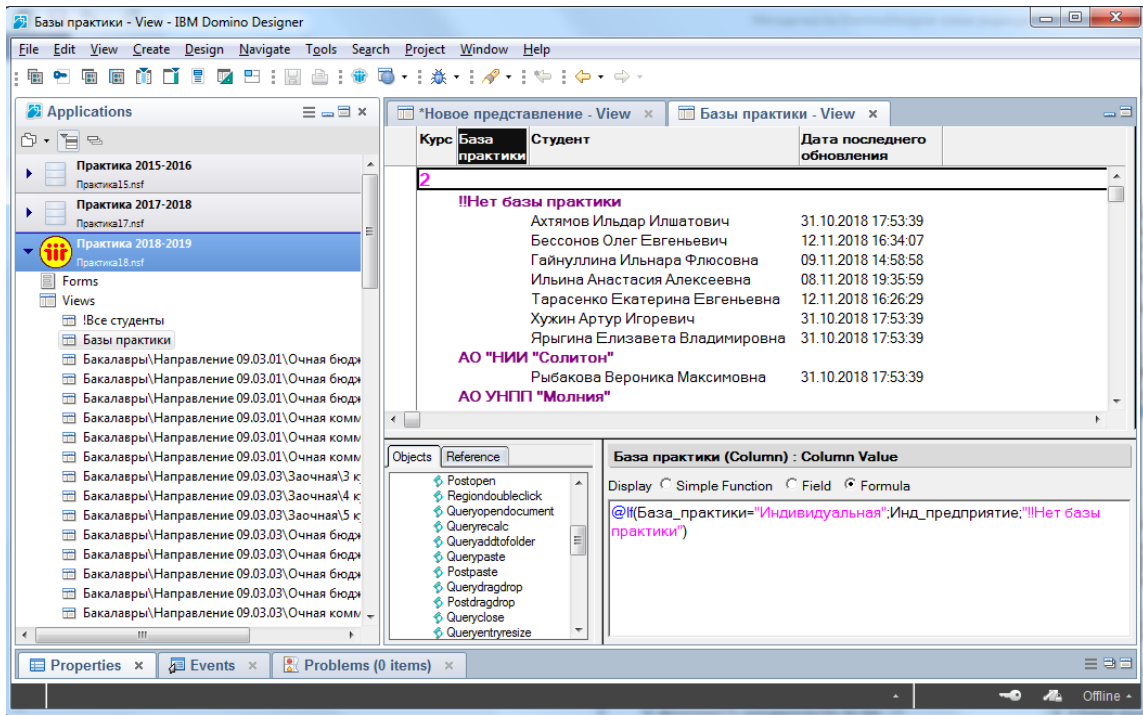 Базы практики - View - IBM Domino Designer
File Edit View Create Design Navigate Tools Search Project Window Help
Applications
Практика 2015-2016
Практика15.nsf
Практика 2017-2018
Практика17.nsf
Практика 2018-2019
Практика18.nsf
Forms
Views
!Все студенты
Базы практики
Бакалавры\Направление 09.03.01\Очная бюдж
Бакалавры\Направление 09.03.01\Очная бюдж
Бакалавры\Направление 09.03.01\Очная бюдж
Бакалавры\Направление 09.03.01\Очная комм
Бакалавры\Направление 09.03.01\Очная комм
Бакалавры\Направление 09.03.01\Очная комм
Бакалавры\Направление 09.03.03\Заочная\3 к
Бакалавры\Направление 09.03.03\Заочная\4 к
Бакалавры\Направление 09.03.03\Заочная\5 к
Бакалавры\Направление 09.03.03\Очная бюдж
Бакалавры\Направление 09.03.03\Очная бюдж
Бакалавры\Направление 09.03.03\Очная бюдж
Бакалавры\Направление 09.03.03\Очная комм
*Новое представление - View
Базы практики - View
Курс База Студент Дата последнего
практики обновления
2
!!Нет базы практики
Ахтямов Ильдар Илшатович 31.10.2018 17:53:39
Бессонов Олег Евгеньевич 12.11.2018 16:34:07
Гайнуллина Ильнара Флюсовна 09.11.2018 14:58:58
Ильина Анастасия Алексеевна 08.11.2018 19:35:59
Тарасенко Екатерина Евгеньевна 12.11.2018 16:26:29
Хужин Артур Игоревич 31.10.2018 17:53:39
Ярыгина Елизавета Владимировна 31.10.2018 17:53:39
АО "НИИ "Солитон"
Рыбакова Вероника Максимовна 31.10.2018 17:53:39
АО УНПП "Молния"
Objects Reference
Postopen
Regiondoubleclick
Queryopendocument
Queryrecalc
Queryaddtofolder
Querypaste
Postpaste
Querydragdrop
Postdragdrop
Queryclose
Queryentryresize
База практики (Column) : Column Value
Display Simple Function Field Formula
@If(База_практики="Индивидуальная";Инд_предприятие;"!!Нет базы
практики")
Properties Events Problems (0 items)
Offline